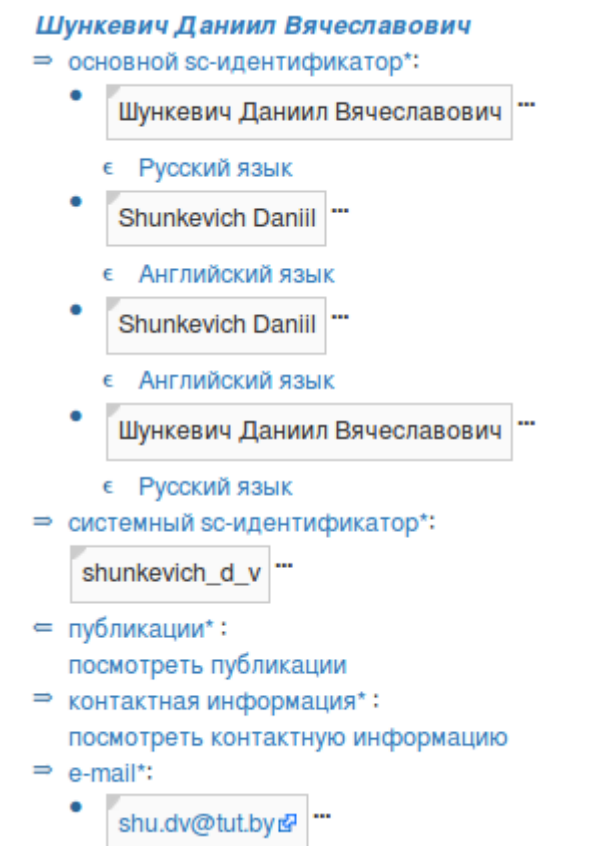 Шункевич Даниил Вячеславович
⇒ основной sc-идентификатор*:
• Шункевич Даниил Вячеславович ...
ϵ Русский язык
• Shunkevich Daniil ...
ϵ Английский язык
• Shunkevich Daniil ...
ϵ Английский язык
• Шункевич Даниил Вячеславович ...
ϵ Русский язык
⇒ системный sc-идентификатор*:
shunkevich_d_v ...
⇐ публикации* :
посмотреть публикации
⇒ контактная информация* :
посмотреть контактную информацию
⇒ e-mail*:
• shu.dv@tut.by ...